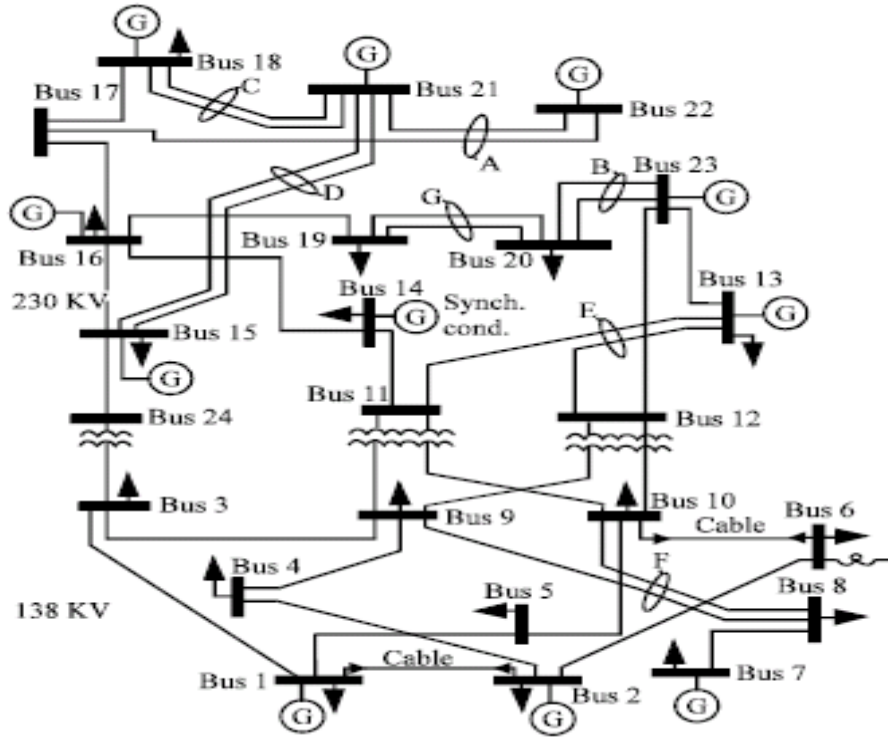 G
G
G
Bus 18
Bus 17
C
Bus 21
Bus 22
A
Bus 23
B
D
G
G
G
Bus 19
Bus 20
Bus 16
Bus 13
230 KV
Bus 14
G
Synch.
cond.
E
G
Bus 15
G
Bus 11
Bus 24
Bus 12
Bus 3
Bus 9
Bus 10
Bus 6
Cable
Bus 4
F
Bus 8
Bus 5
138 KV
Cable
Bus 1
Bus 2
Bus 7
G
G
G